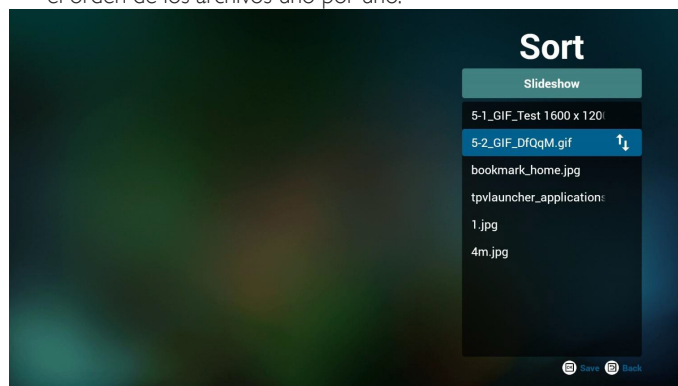 el orden de los archivos uno por uno.
Sort
Slideshow
5-1_GIF_Test 1600 x 120
5-2_GIF_DfQqM.gif
bookmark_home.jpg
tpvlauncher_applications
1.jpg
4m.jpg
Save Back